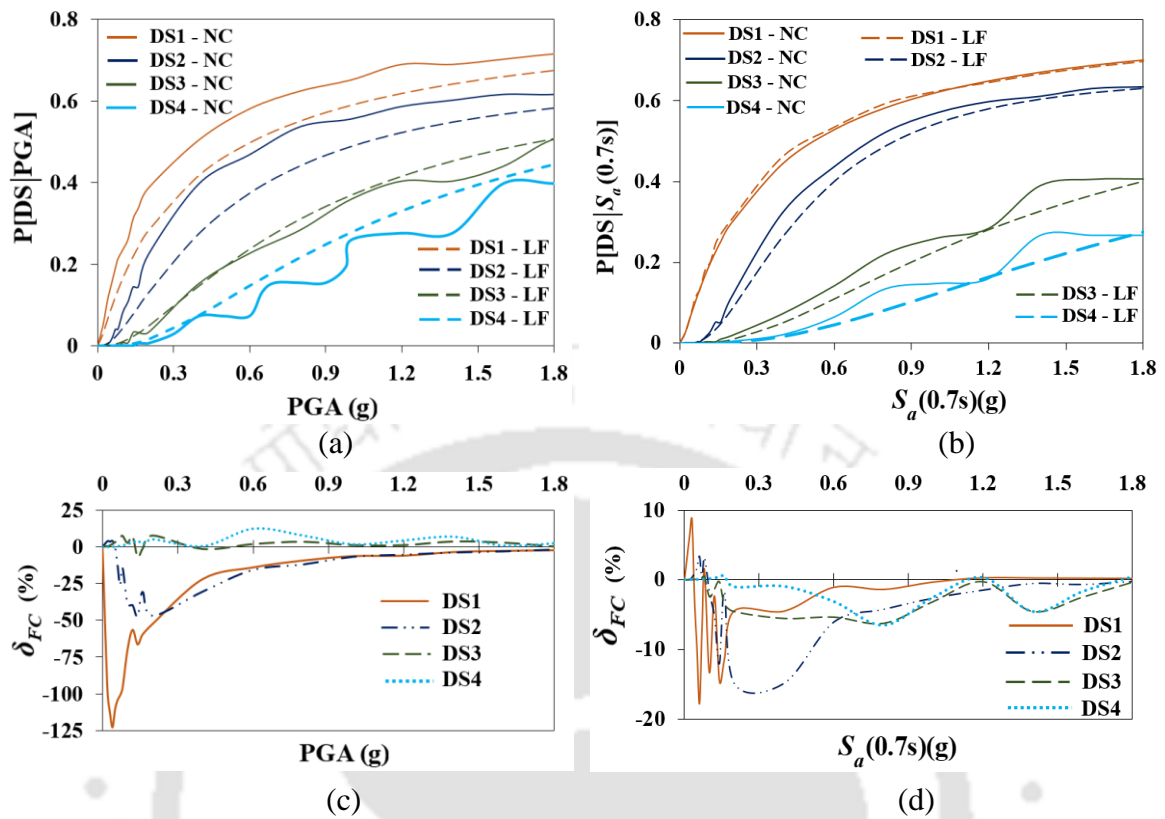 0.8
0.6
0.4
0.2
0
P[DS|PGA]
DS1 - NC
DS2 - NC
DS3 - NC
DS4 - NC
DS1 - LF
DS2 - LF
DS3 - LF
DS4 - LF
0 0.3 0.6 0.9 1.2 1.5 1.8
PGA (g)
(a)
0.8
0.6
0.4
0.2
0
P[DS|Sa(0.7s)]
DS1 - NC
DS2 - NC
DS3 - NC
DS4 - NC
DS1 - LF
DS2 - LF
DS3 - LF
DS4 - LF
0 0.3 0.6 0.9 1.2 1.5 1.8
Sa(0.7s)(g)
(b)
0 0.3 0.6 0.9 1.2 1.5 1.8
25
0
-25
-50
-75
-100
-125
δFC (%)
DS1
DS2
DS3
DS4
PGA (g)
(c)
0 0.3 0.6 0.9 1.2 1.5 1.8
10
0
-10
-20
δFC (%)
DS1
DS2
DS3
DS4
Sa(0.7s)(g)
(d)